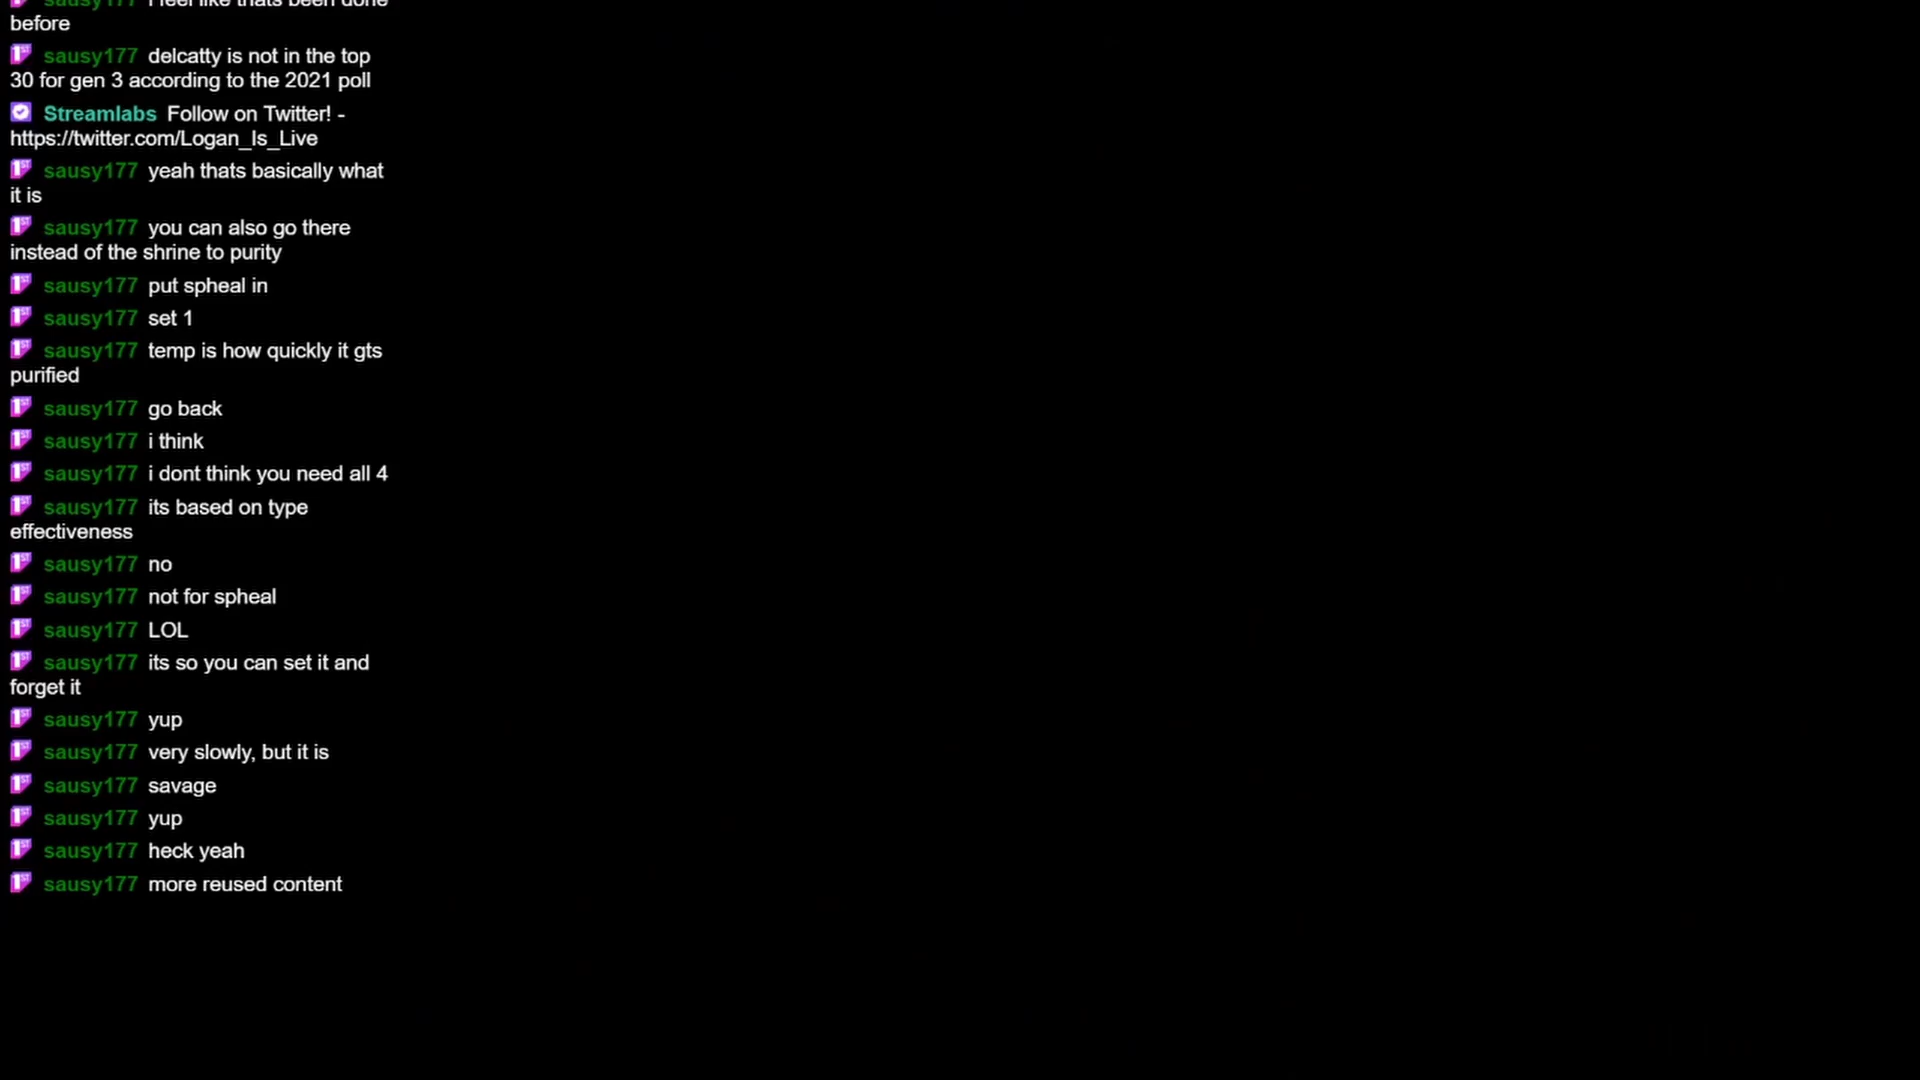 sausy177 I feel like thats been done
before
sausy177 delcatty is not in the top
30 for gen 3 according to the 2021 poll
Streamlabs Follow on Twitter! -
https://twitter.com/Logan_Is_Live
sausy177 yeah thats basically what
it is
sausy177 you can also go there
instead of the shrine to purity
sausy177 put spheal in
sausy177 set 1
sausy177 temp is how quickly it gts
purified
sausy177 go back
sausy177 i think
sausy177 i dont think you need all 4
sausy177 its based on type
effectiveness
sausy177 no
sausy177 not for spheal
sausy177 LOL
sausy177 its so you can set it and
forget it
sausy177 yup
sausy177 very slowly, but it is
sausy177 savage
sausy177 yup
sausy177 heck yeah
sausy177 more reused content